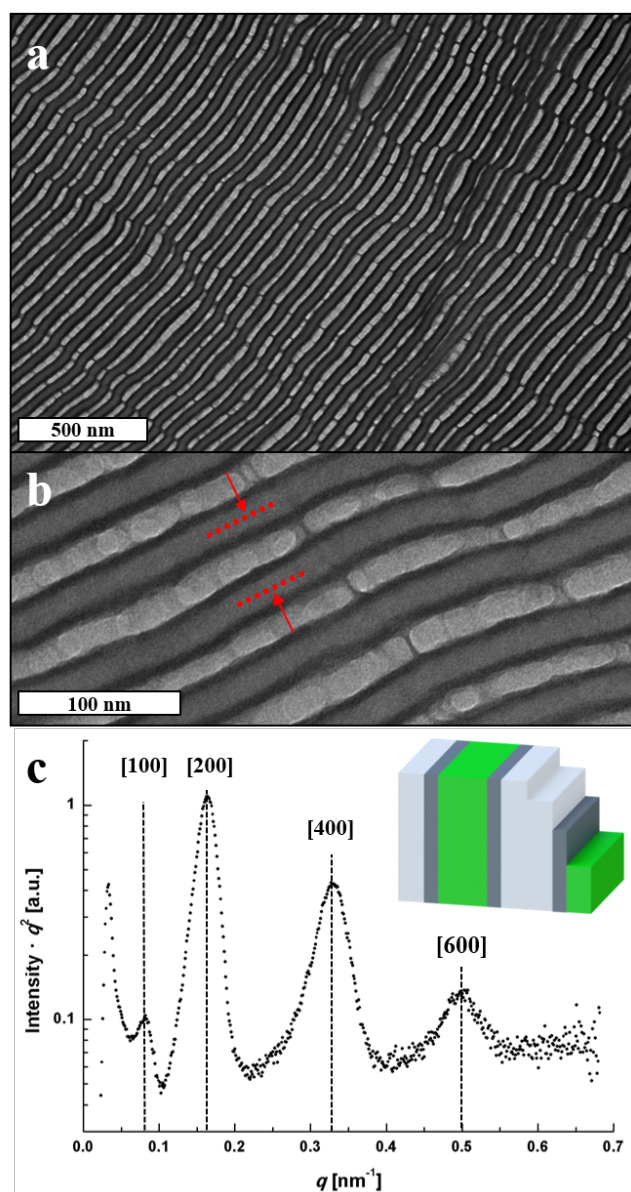 a
500 nm
b
100 nm
c
[100]
[200]
[400]
[600]
1
0.1
Intensity · q² [a.u.]
0.0 0.1 0.2 0.3 0.4 0.5 0.6 0.7
q [nm⁻¹]